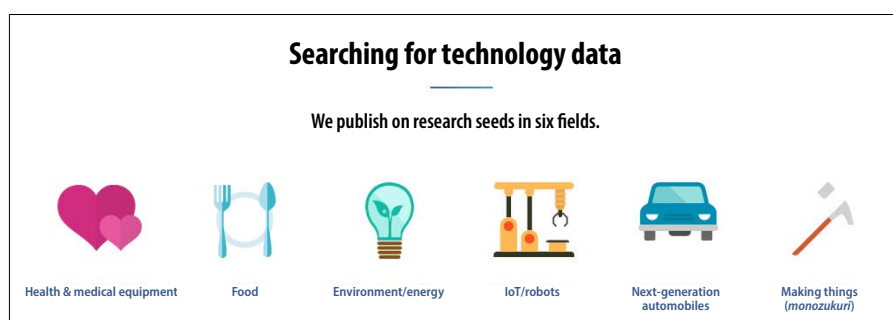 Searching for technology data
We publish on research seeds in six fields.
Health & medical equipment
Food
Environment/energy
IoT/robots
Next-generation
automobiles
Making things
(monozukuri)